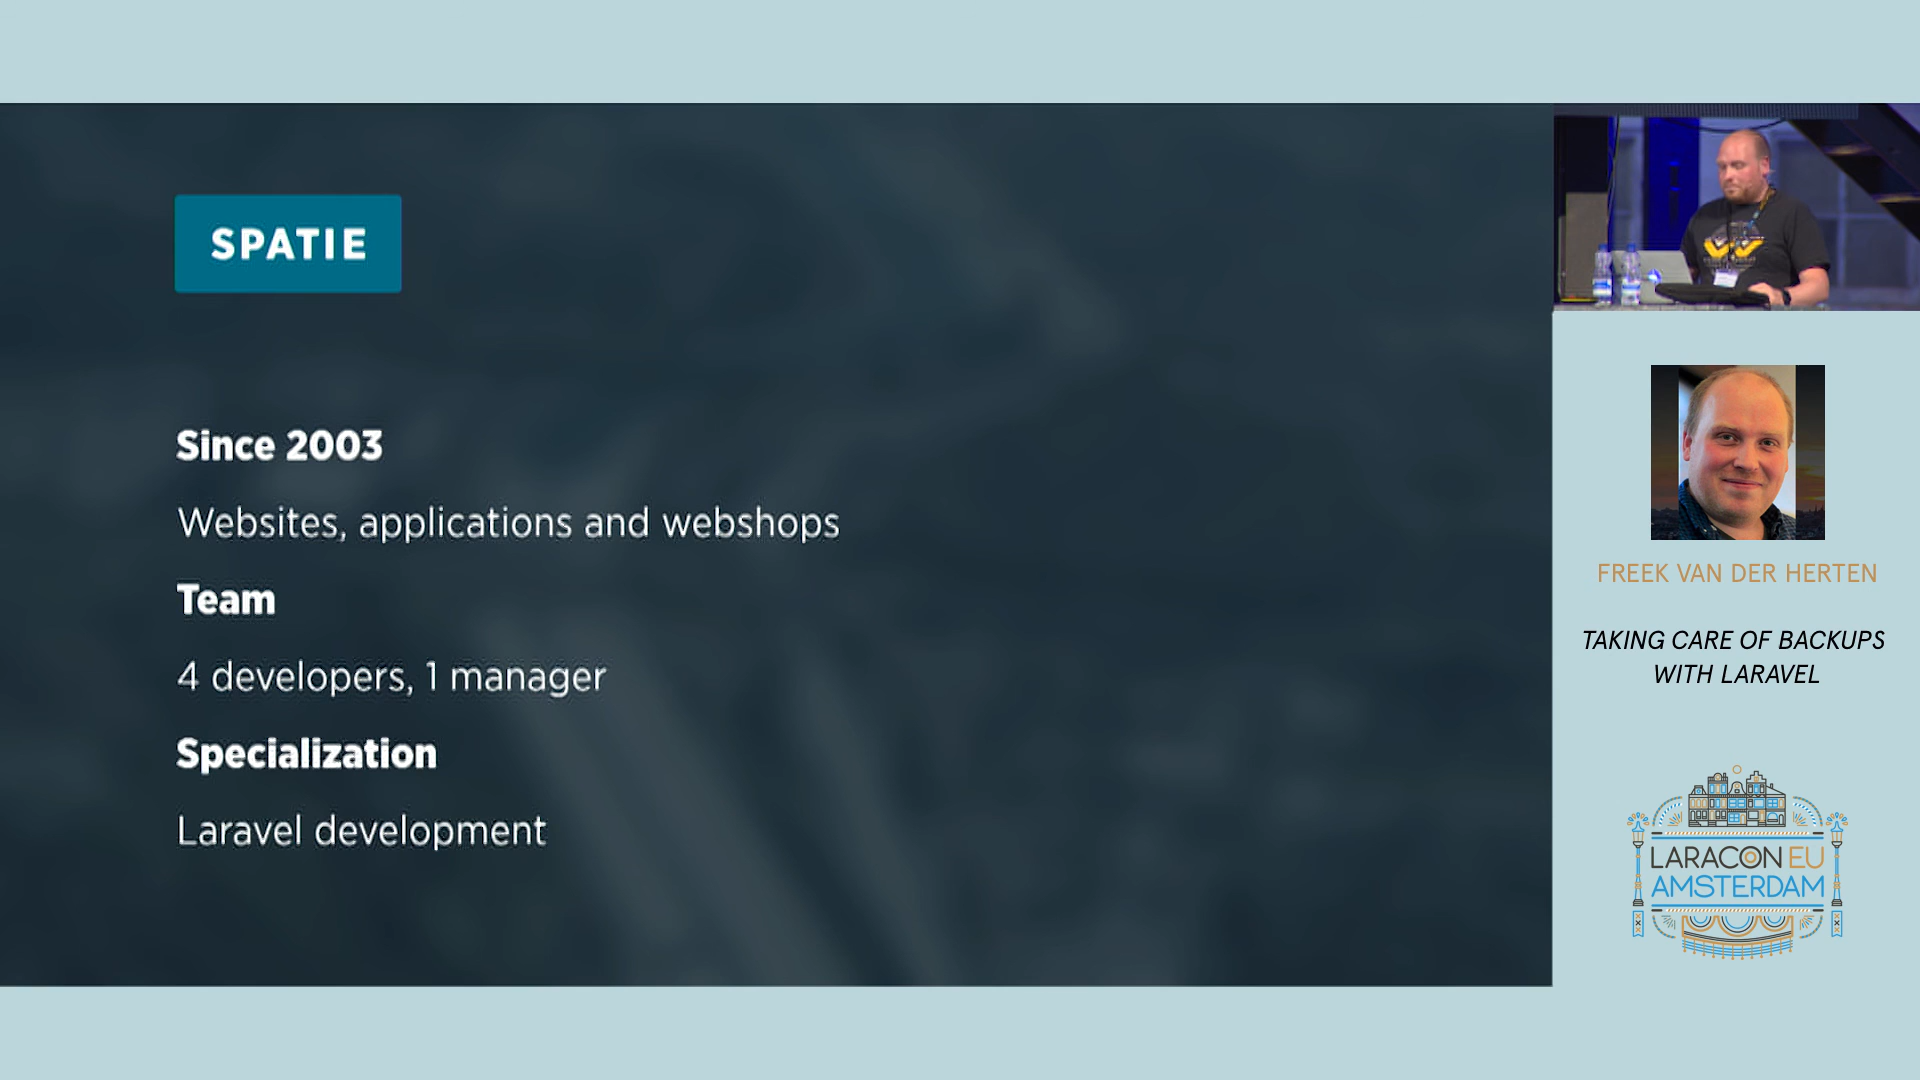 SPATIE
Since 2003
Websites, applications and webshops
Team
4 developers, 1 manager
Specialization
Laravel development
FREEK VAN DER HERTEN
TAKING CARE OF BACKUPS
WITH LARAVEL
LARACON EU
AMSTERDAM